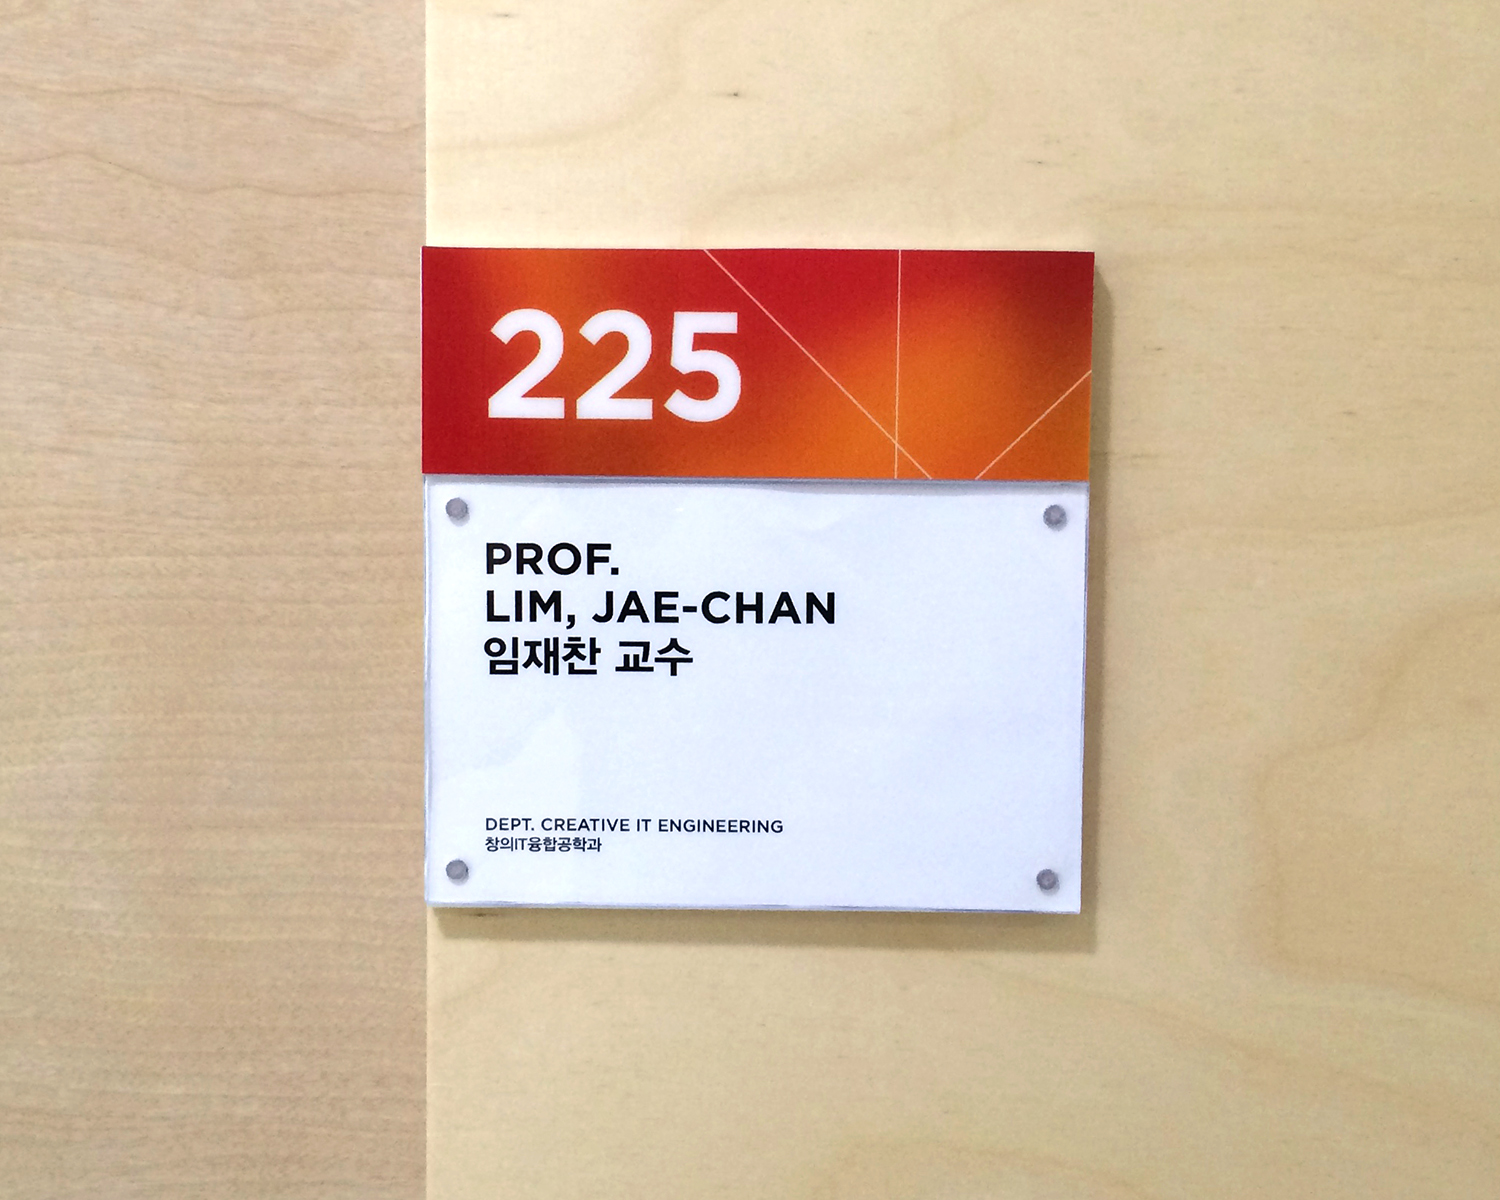 225
PROF.
LIM, JAE-CHAN
임재찬 교수
DEPT. CREATIVE IT ENGINEERING
창의IT융합공학과